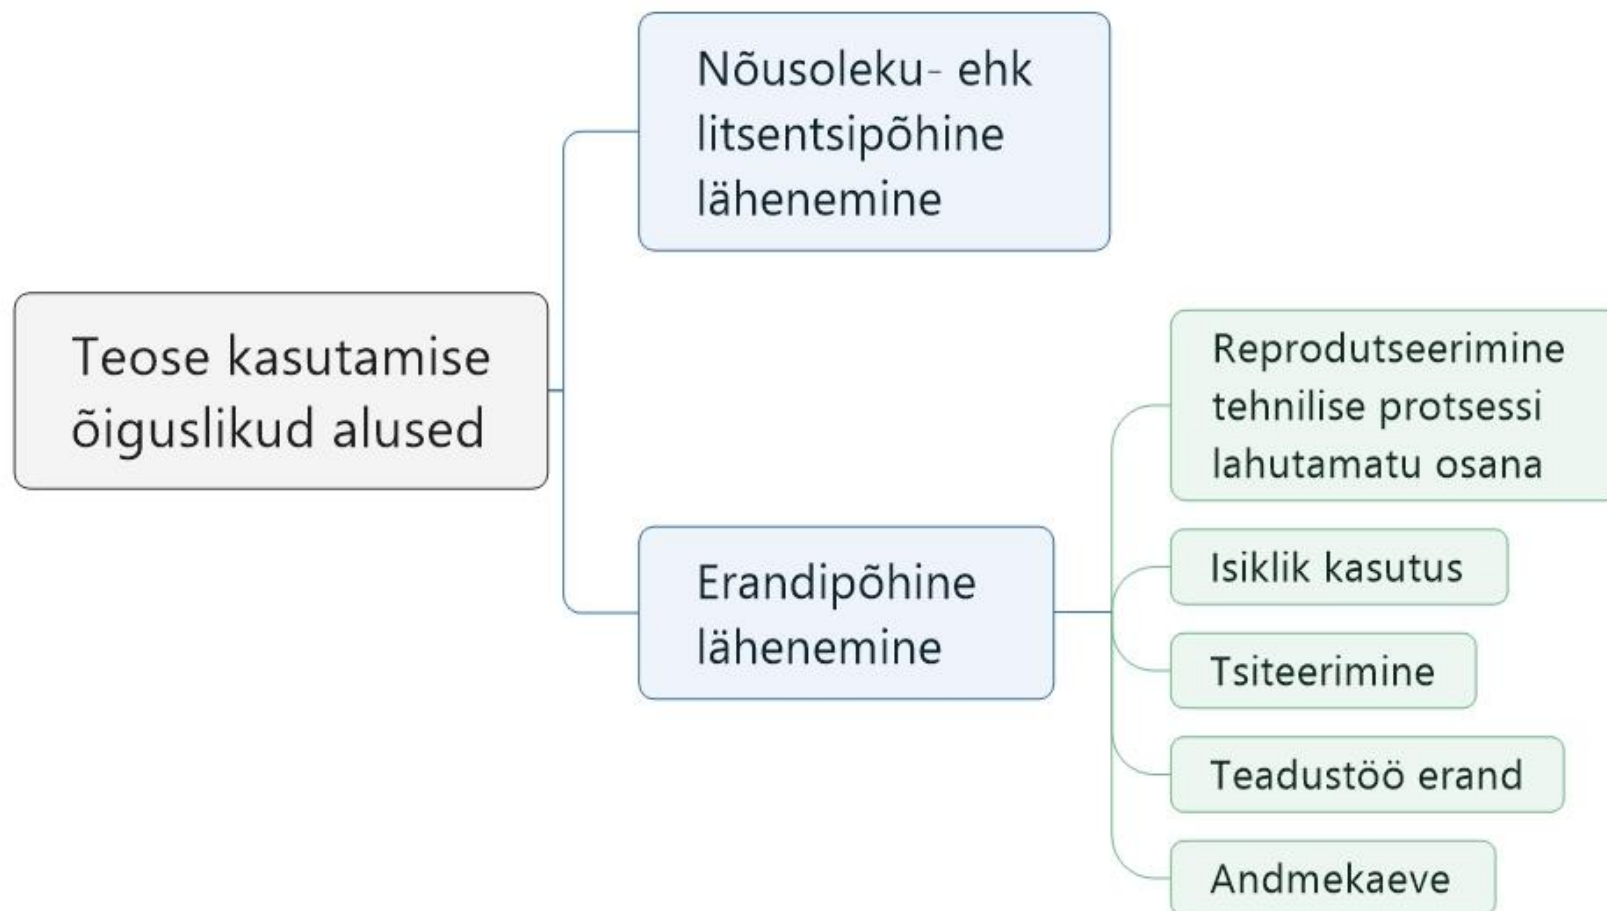 Nõusoleku- ehk
litsentsipõhine
lähenemine
Teose kasutamise
õiguslikud alused
Erandipõhine
lähenemine
Reprodutseerimine
tehnilise protsessi
lahutamatu osana
Isiklik kasutus
Tsiteerimine
Teadustöö erand
Andmekaeve